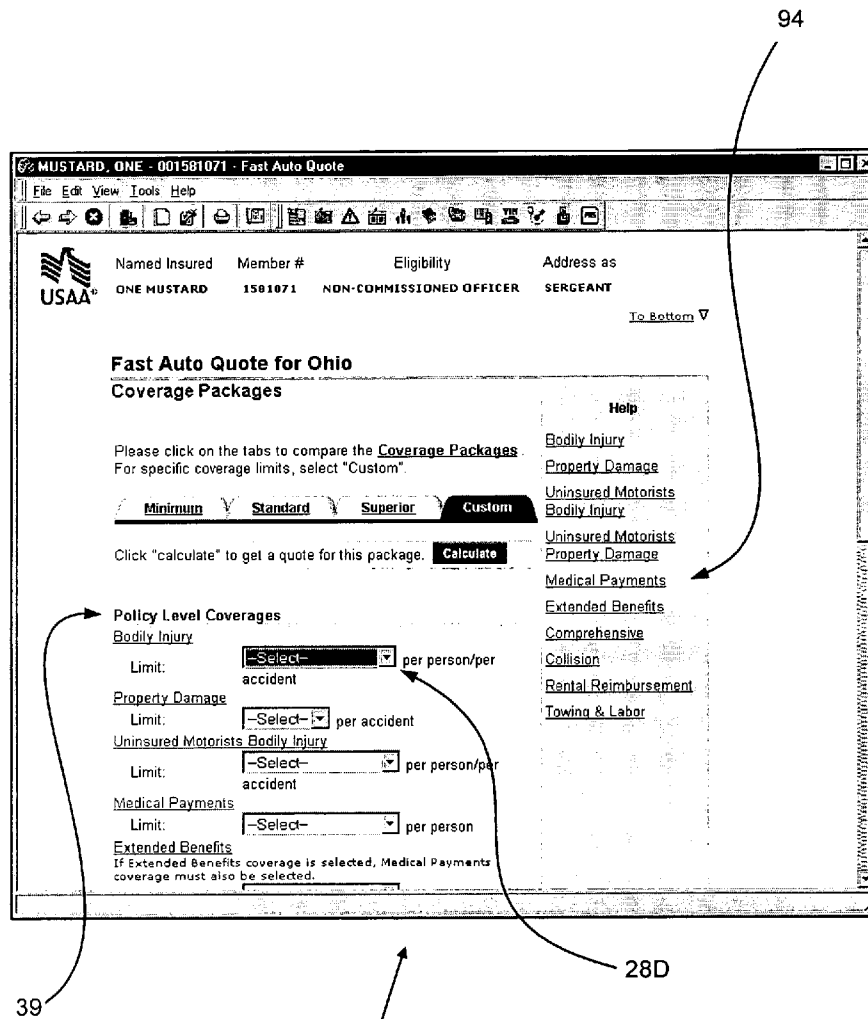 94
MUSTARD, ONE - 001581071 - Fast Auto Quote
File Edit View Tools Help
USAA®
Named Insured Member # Eligibility Address as
ONE MUSTARD 1581071 NON-COMMISSIONED OFFICER SERGEANT
To Bottom
Fast Auto Quote for Ohio
Coverage Packages
Please click on the tabs to compare the Coverage Packages.
For specific coverage limits, select "Custom".
Minimum Standard Superior Custom
Click "calculate" to get a quote for this package. Calculate
Policy Level Coverages
Bodily Injury
Limit: --Select-- per person/per
accident
Property Damage
Limit: --Select-- per accident
Uninsured Motorists Bodily Injury
Limit: --Select-- per person/per
accident
Medical Payments
Limit: --Select-- per person
Extended Benefits
If Extended Benefits coverage is selected, Medical Payments
coverage must also be selected.
Help
Bodily Injury
Property Damage
Uninsured Motorists
Bodily Injury
Uninsured Motorists
Property Damage
Medical Payments
Extended Benefits
Comprehensive
Collision
Rental Reimbursement
Towing & Labor
28D
39